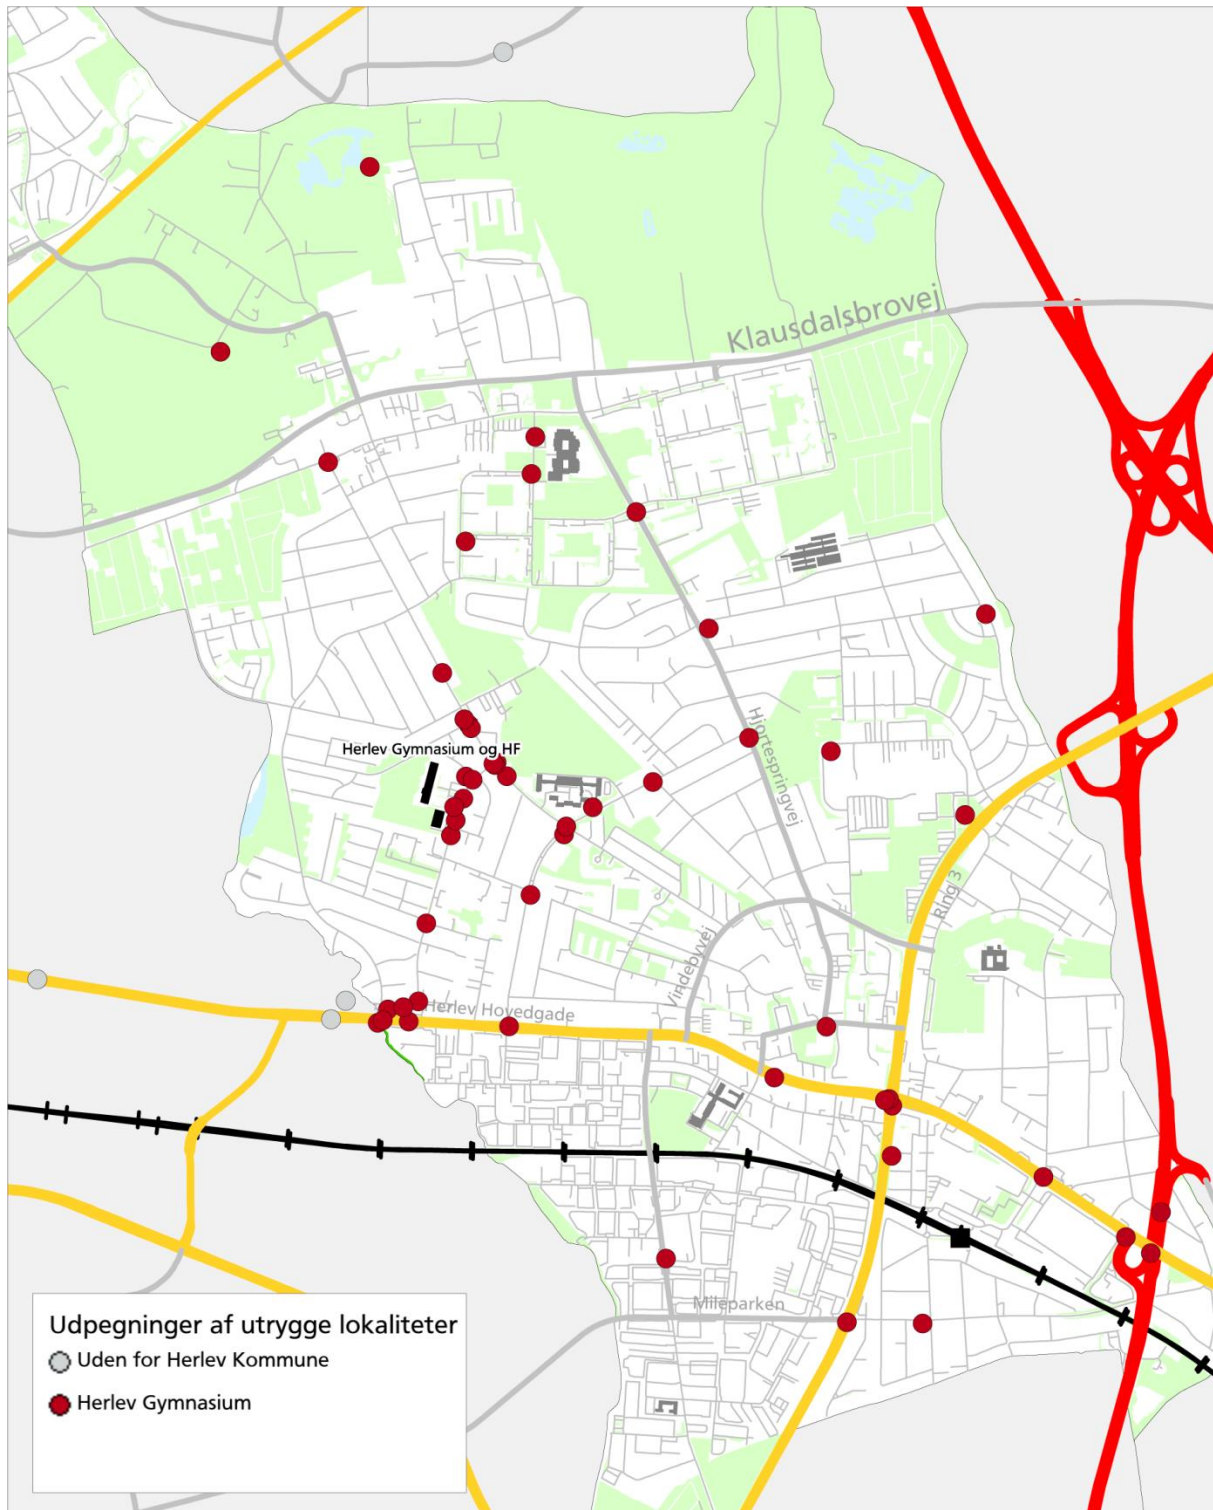 Klausdalsbrovej
Hjortespringvej
Herlev Gymnasium og HF
Ring 3
Vindebyvej
Herlev Hovedgade
Mileparken
Udpegninger af utrygge lokaliteter
Uden for Herlev Kommune
Herlev Gymnasium